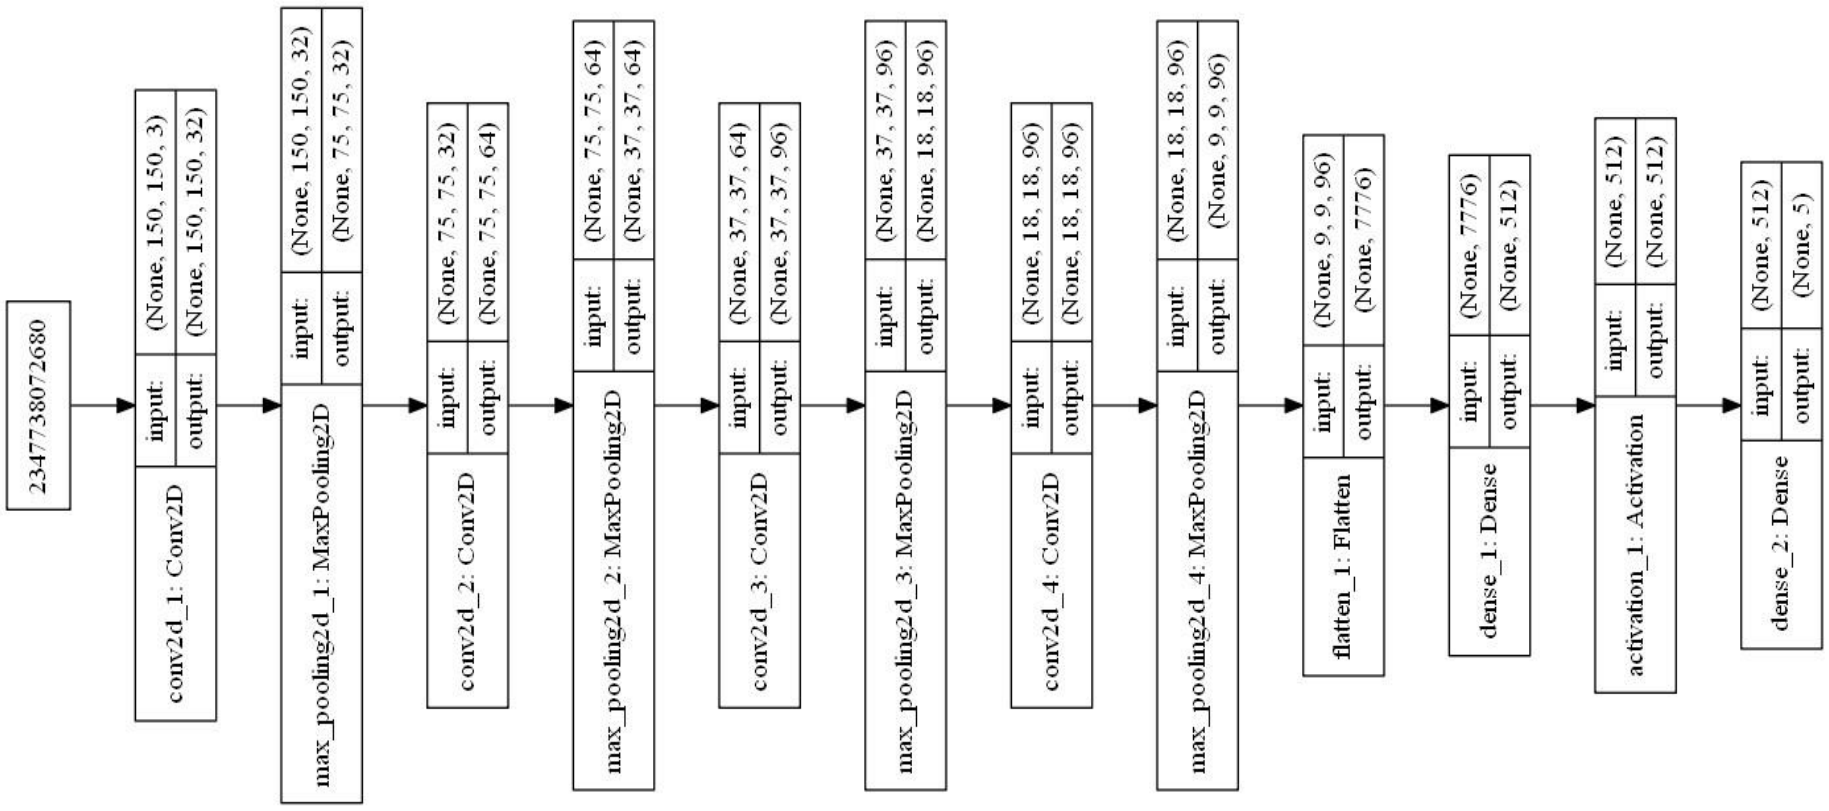 2347738072680
conv2d_1: Conv2D
input:
(None, 150, 150, 3)
output:
(None, 150, 150, 32)
max_pooling2d_1: MaxPooling2D
input:
(None, 150, 150, 32)
output:
(None, 75, 75, 32)
conv2d_2: Conv2D
input:
(None, 75, 75, 32)
output:
(None, 75, 75, 64)
max_pooling2d_2: MaxPooling2D
input:
(None, 75, 75, 64)
output:
(None, 37, 37, 64)
conv2d_3: Conv2D
input:
(None, 37, 37, 64)
output:
(None, 37, 37, 96)
max_pooling2d_3: MaxPooling2D
input:
(None, 37, 37, 96)
output:
(None, 18, 18, 96)
conv2d_4: Conv2D
input:
(None, 18, 18, 96)
output:
(None, 18, 18, 96)
max_pooling2d_4: MaxPooling2D
input:
(None, 18, 18, 96)
output:
(None, 9, 9, 96)
flatten_1: Flatten
input:
(None, 9, 9, 96)
output:
(None, 7776)
dense_1: Dense
input:
(None, 7776)
output:
(None, 512)
activation_1: Activation
input:
(None, 512)
output:
(None, 512)
dense_2: Dense
input:
(None, 512)
output:
(None, 5)